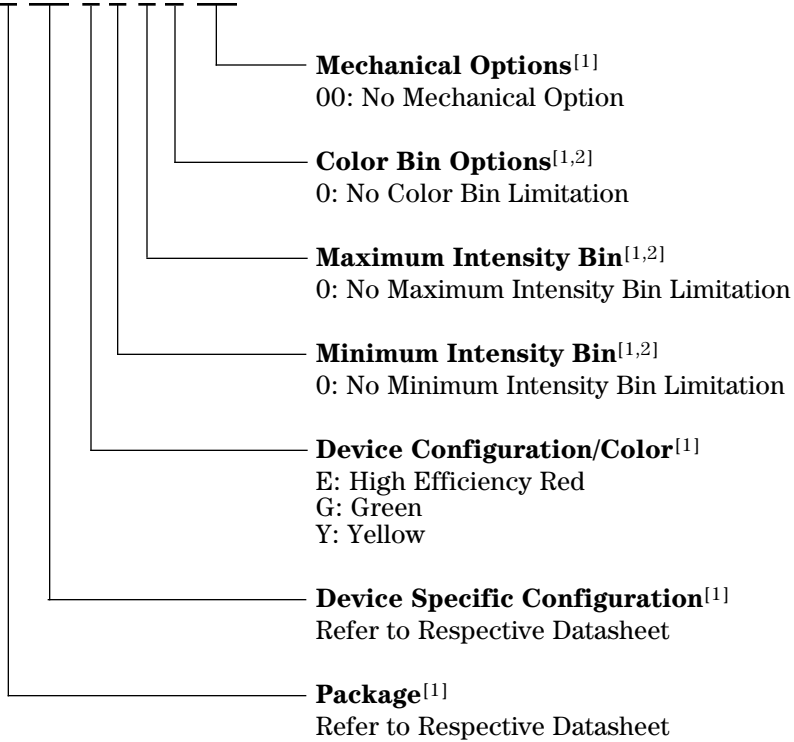 Mechanical Options[1]
00: No Mechanical Option
Color Bin Options[1,2]
0: No Color Bin Limitation
Maximum Intensity Bin[1,2]
0: No Maximum Intensity Bin Limitation
Minimum Intensity Bin[1,2]
0: No Minimum Intensity Bin Limitation
Device Configuration/Color[1]
E: High Efficiency Red
G: Green
Y: Yellow
Device Specific Configuration[1]
Refer to Respective Datasheet
Package[1]
Refer to Respective Datasheet